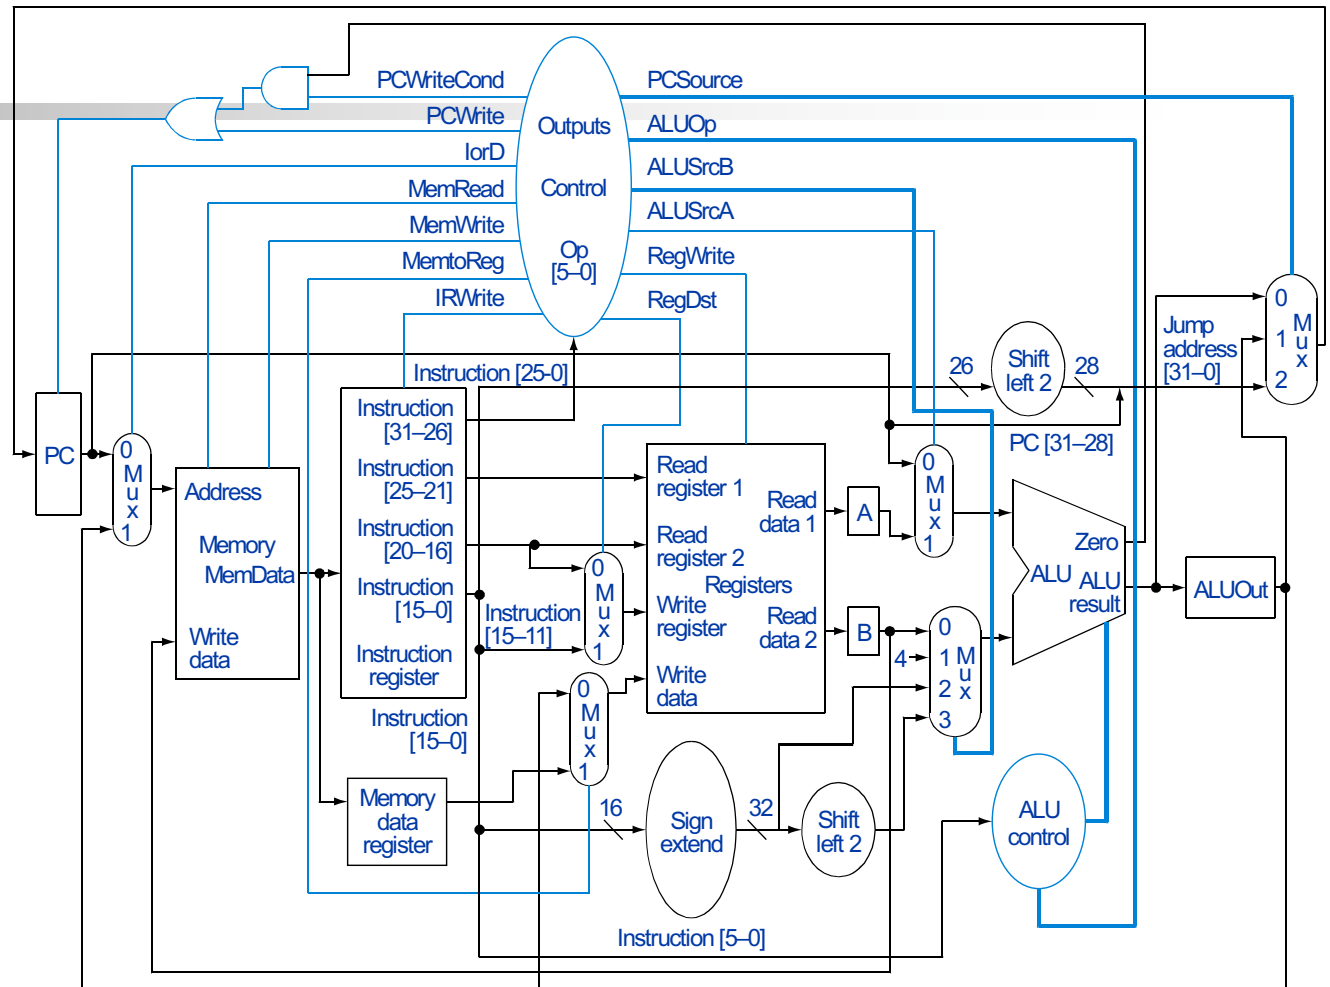 PCWriteCond
PCWrite
IorD
MemRead
MemWrite
MemtoReg
IRWrite
Outputs
Control
Op
[5–0]
PCSource
ALUOp
ALUSrcB
ALUSrcA
RegWrite
RegDst
Instruction [25-0]
26
Shift
left 2
28
Jump
address
[31–0]
0
1
2
M
u
x
PC [31–28]
PC
0
M
u
x
1
Address
Memory
MemData
Write
data
Instruction
[31–26]
Instruction
[25–21]
Instruction
[20–16]
Instruction
[15–0]
Instruction
register
Instruction
[15–11]
0
M
u
x
1
Read
register 1
Read
register 2
Registers
Write
register
Write
data
Read
data 1
Read
data 2
A
B
0
M
u
x
1
4
0
1
2
3
M
u
x
Zero
ALU
ALU
result
ALUOut
Instruction
[15–0]
0
M
u
x
1
Memory
data
register
16
Sign
extend
32
Shift
left 2
ALU
control
Instruction [5–0]